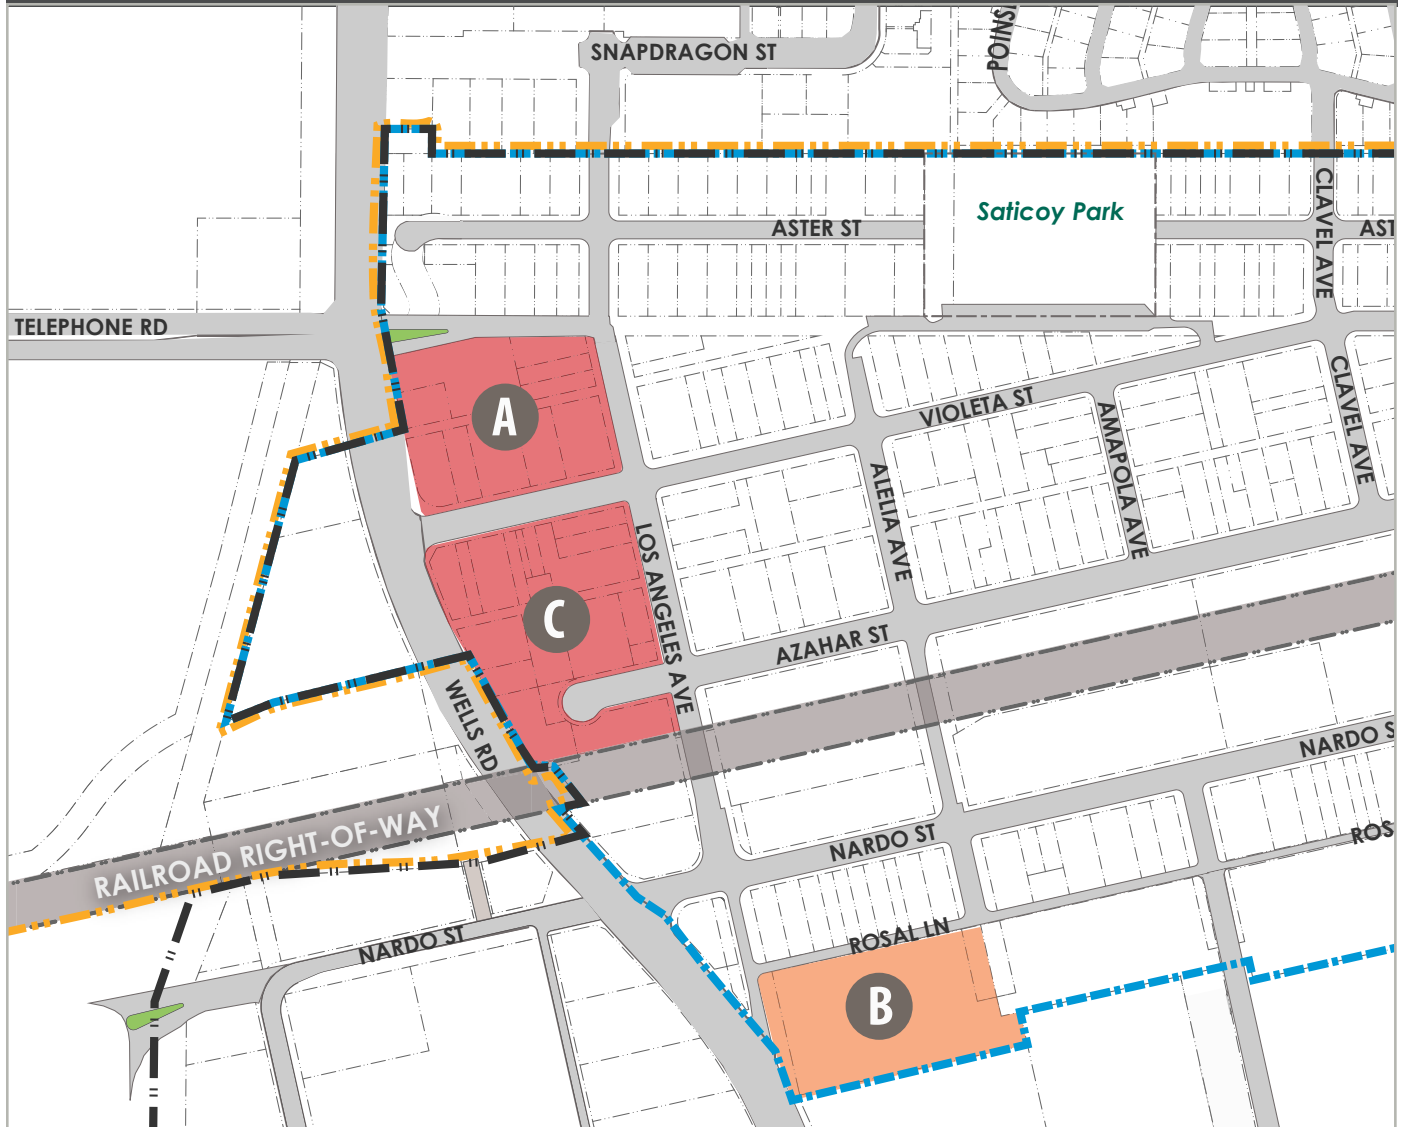 SNAPDRAGON ST
POINS
Saticoy Park
ASTER ST
CLAVEL AVE
AST
TELEPHONE RD
A
VIOLETA ST
AMAPOLA AVE
CLAVEL AVE
ALELIA AVE
LOS ANGELES AVE
C
AZAHAR ST
WELLS RD
NARDO S
RAILROAD RIGHT-OF-WAY
NARDO ST
ROS
NARDO ST
ROSAL LN
B